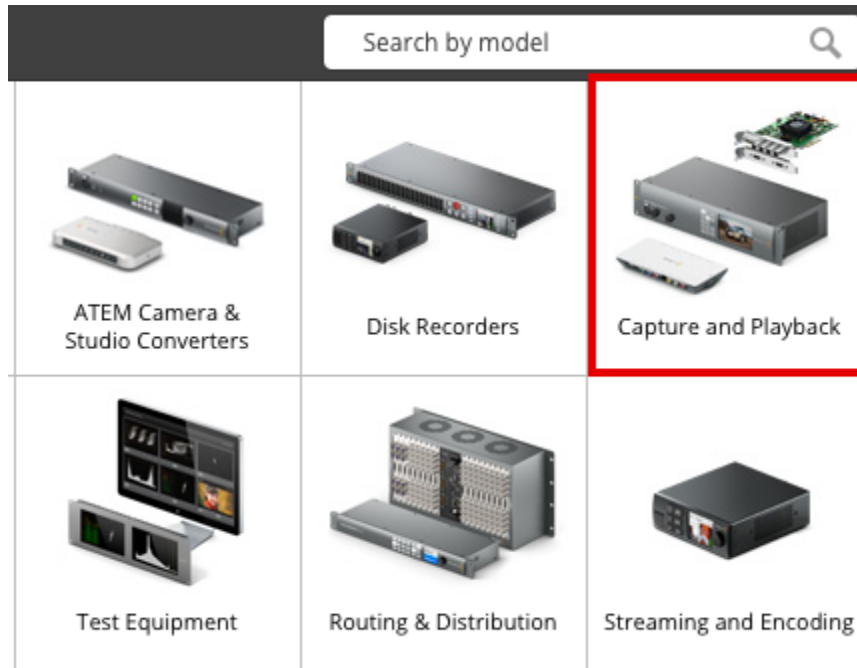 Search by model
ATEM Camera &
Studio Converters
Disk Recorders
Capture and Playback
Test Equipment
Routing & Distribution
Streaming and Encoding